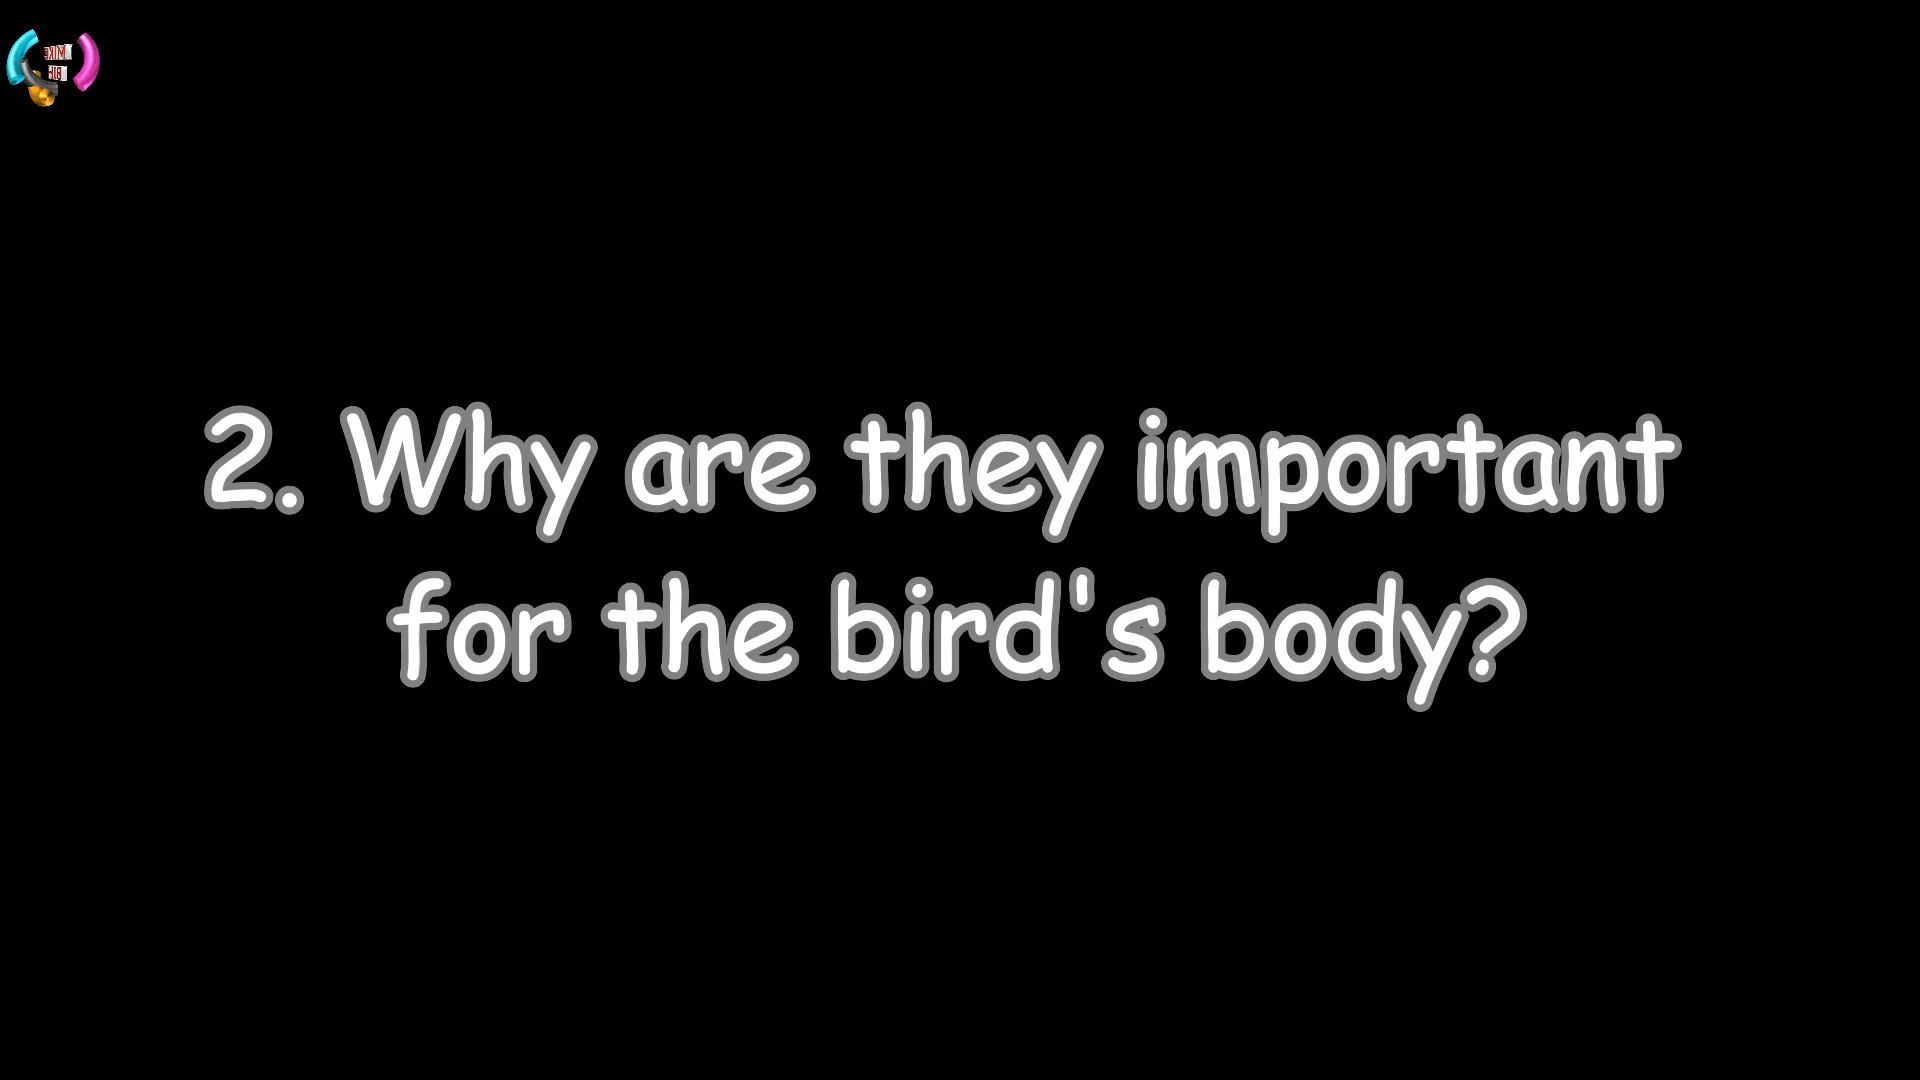 2. Why are they important
for the bird's body?